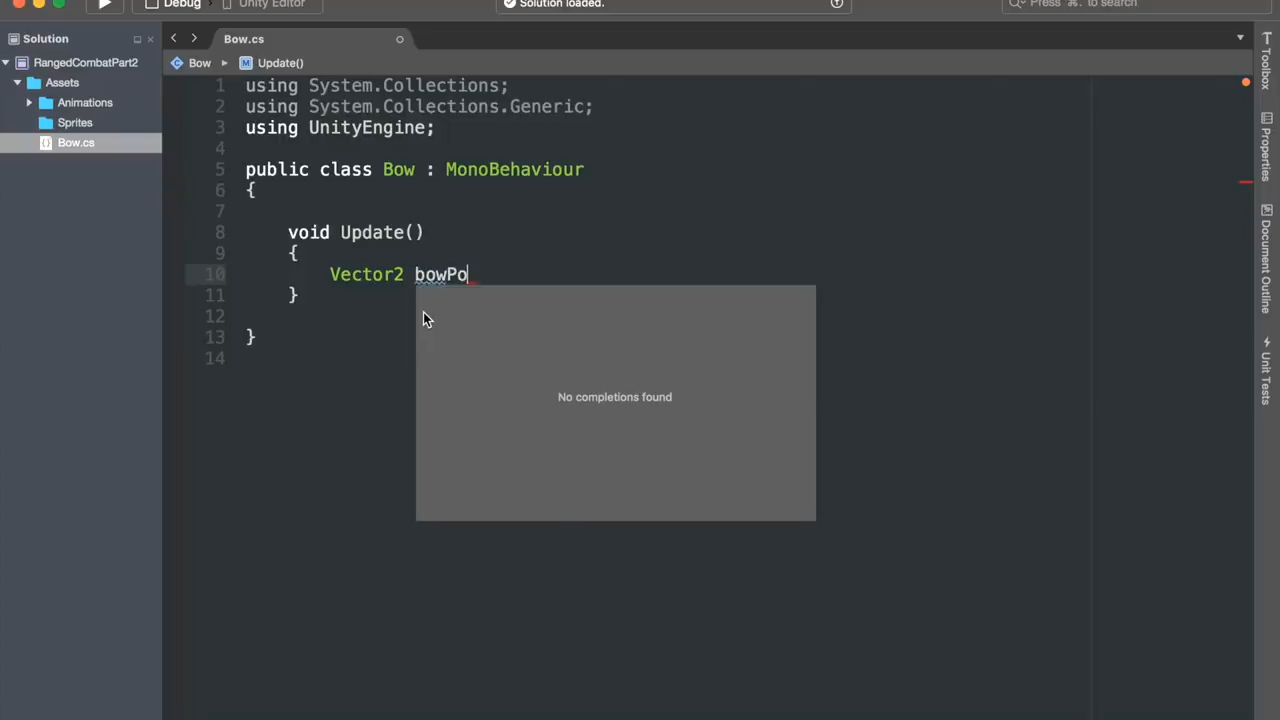 Debug
Unity Editor
Solution loaded.
Press ⌘. to search
Solution
Bow.cs
RangedCombatPart2
Bow
Update()
Assets
Animations
Sprites
Bow.cs
1 using System.Collections;
2 using System.Collections.Generic;
3 using UnityEngine;
4
5 public class Bow : MonoBehaviour
6 {
7
8 void Update()
9 {
10 Vector2 bowPo
11 }
12
13 }
14
No completions found
Toolbox
Properties
Document Outline
Unit Tests